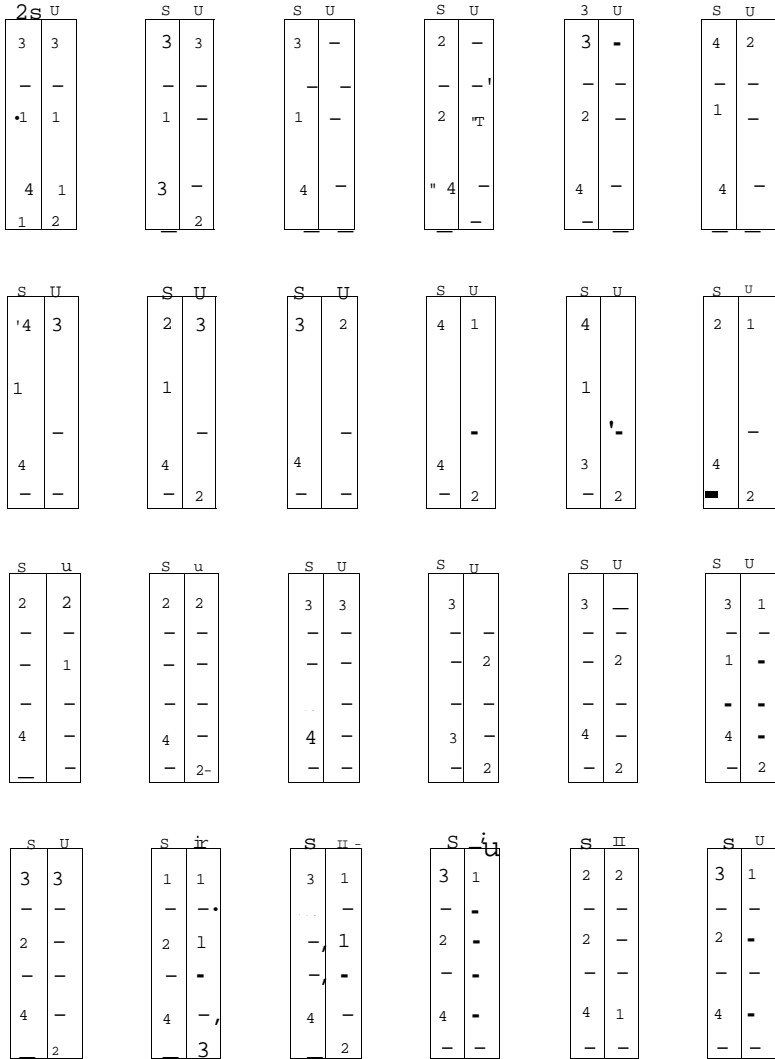 2s U S U S U S U 3 U S U
3 3 3 3 3 – 2 – 3 - 4 2
– – – – – – – –' – – – –
•1 1 1 – 1 – 2 "T 2 – 1 –
4 1 3 – 4 – " 4 – 4 – 4 –
1 2 – 2 – – – – – – – –
S U S U S U S U S U S U
'4 3 2 3 3 2 4 1 4 2 1
1 1 1
– – – - '- –
4 4 4 4 3 4
– – – 2 – – – 2 – 2 ▬ 2
S u S u S U S U S U S U
2 2 2 2 3 3 3 3 — 3 1
– – – – – – – – – – – –
– 1 – – – – – 2 – 2 1 -
– – – – – – – – – - -
4 – 4 – 4 – 3 – 4 – 4 -
— – – 2– – – – 2 – 2 – 2
S U S ir S II – S –'u S II S U
3 3 1 1 3 1 3 1 2 2 3 1
– – – –• – – - – – – –
2 – 2 l –, 1 2 - 2 – 2 -
– – – - –, - – - – – – –
4 – 4 –, 4 – 4 - 4 1 4 -
— 2 — 3 — 2 – – – – – –